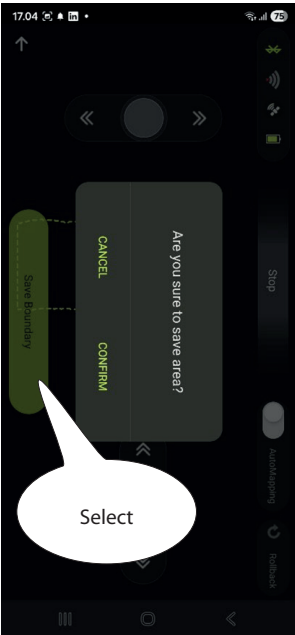 17.04
75
Stop
AutoMapping
Rollback
Are you sure to save area?
CANCEL
CONFIRM
Save Boundary
Select